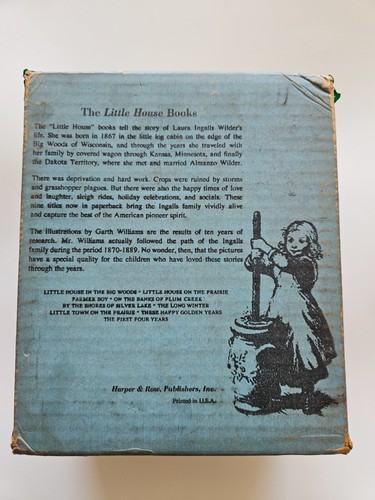 The Little House Books
The "Little House" books tell the story of Laura Ingalls Wilder's
life. She was born in 1867 in the little log cabin on the edge of the
Big Woods of Wisconsin, and through the years she traveled with
her family by covered wagon through Kansas, Minnesota, and finally
the Dakota Territory, where she met and married Almanzo Wilder.
There was deprivation and hard work. Crops were ruined by storms
and grasshopper plagues. But there were also the happy times of love
and laughter, sleigh rides, holiday celebrations, and socials. These
nine titles now in paperback bring the Ingalls family vividly alive
and capture the best of the American pioneer spirit.
The illustrations by Garth Williams are the results of ten years of
research. Mr. Williams actually followed the path of the Ingalls
family during the period 1870-1889. No wonder, then, that the pictures
have a special quality for the children who have loved these stories
through the years.
LITTLE HOUSE IN THE BIG WOODS • LITTLE HOUSE ON THE PRAIRIE
FARMER BOY • ON THE BANKS OF PLUM CREEK
BY THE SHORES OF SILVER LAKE • THE LONG WINTER
LITTLE TOWN ON THE PRAIRIE • THESE HAPPY GOLDEN YEARS
THE FIRST FOUR YEARS
Harper & Row, Publishers, Inc.
Printed in U.S.A.